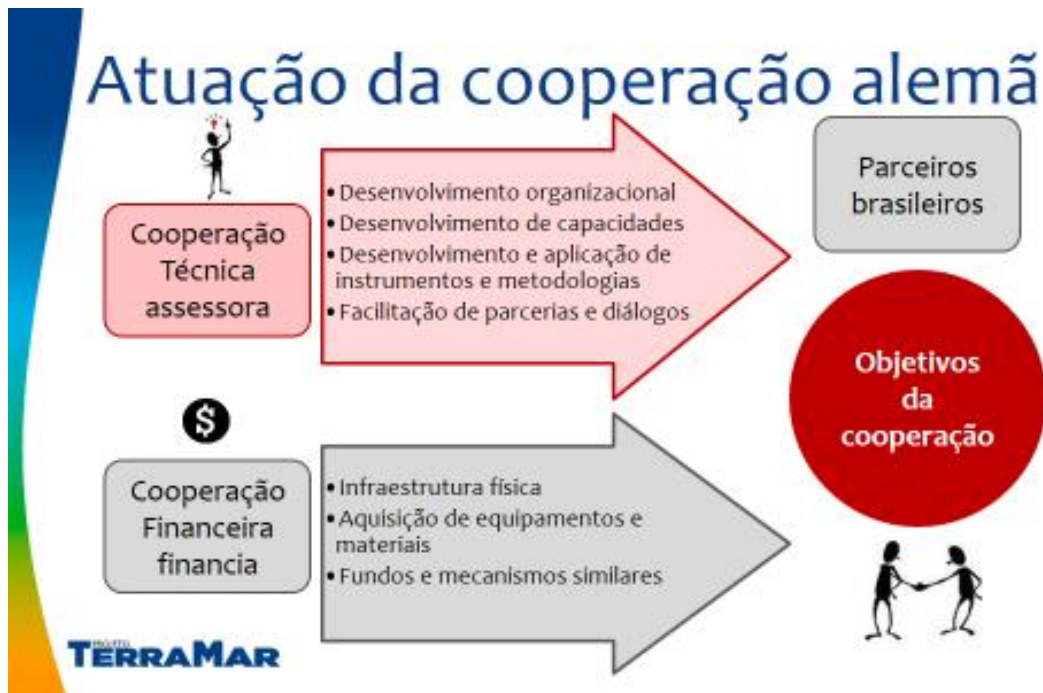 Atuação da cooperação alemã
Cooperação
Técnica
assessora
• Desenvolvimento organizacional
• Desenvolvimento de capacidades
• Desenvolvimento e aplicação de
instrumentos e metodologias
• Facilitação de parcerias e diálogos
Parceiros
brasileiros
Objetivos
da
cooperação
$
Cooperação
Financeira
financia
• Infraestrutura física
• Aquisição de equipamentos e
materiais
• Fundos e mecanismos similares
PROJETO
TERRAMAR